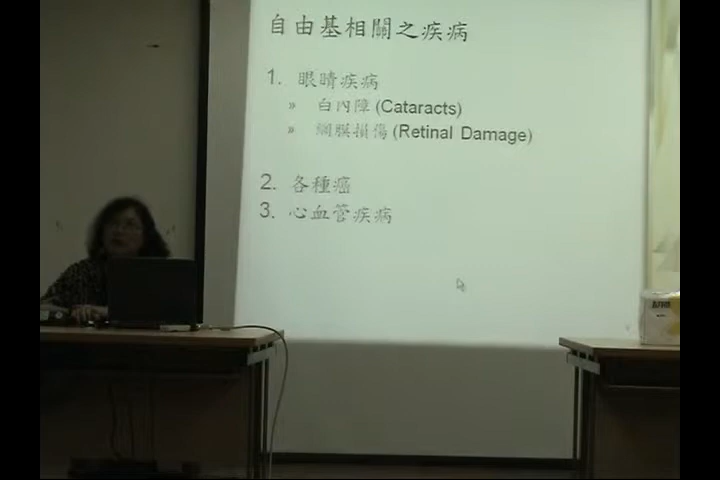 自由基相關之疾病
1. 眼睛疾病
» 白內障 (Cataracts)
» 網膜損傷 (Retinal Damage)
2. 各種癌
3. 心血管疾病